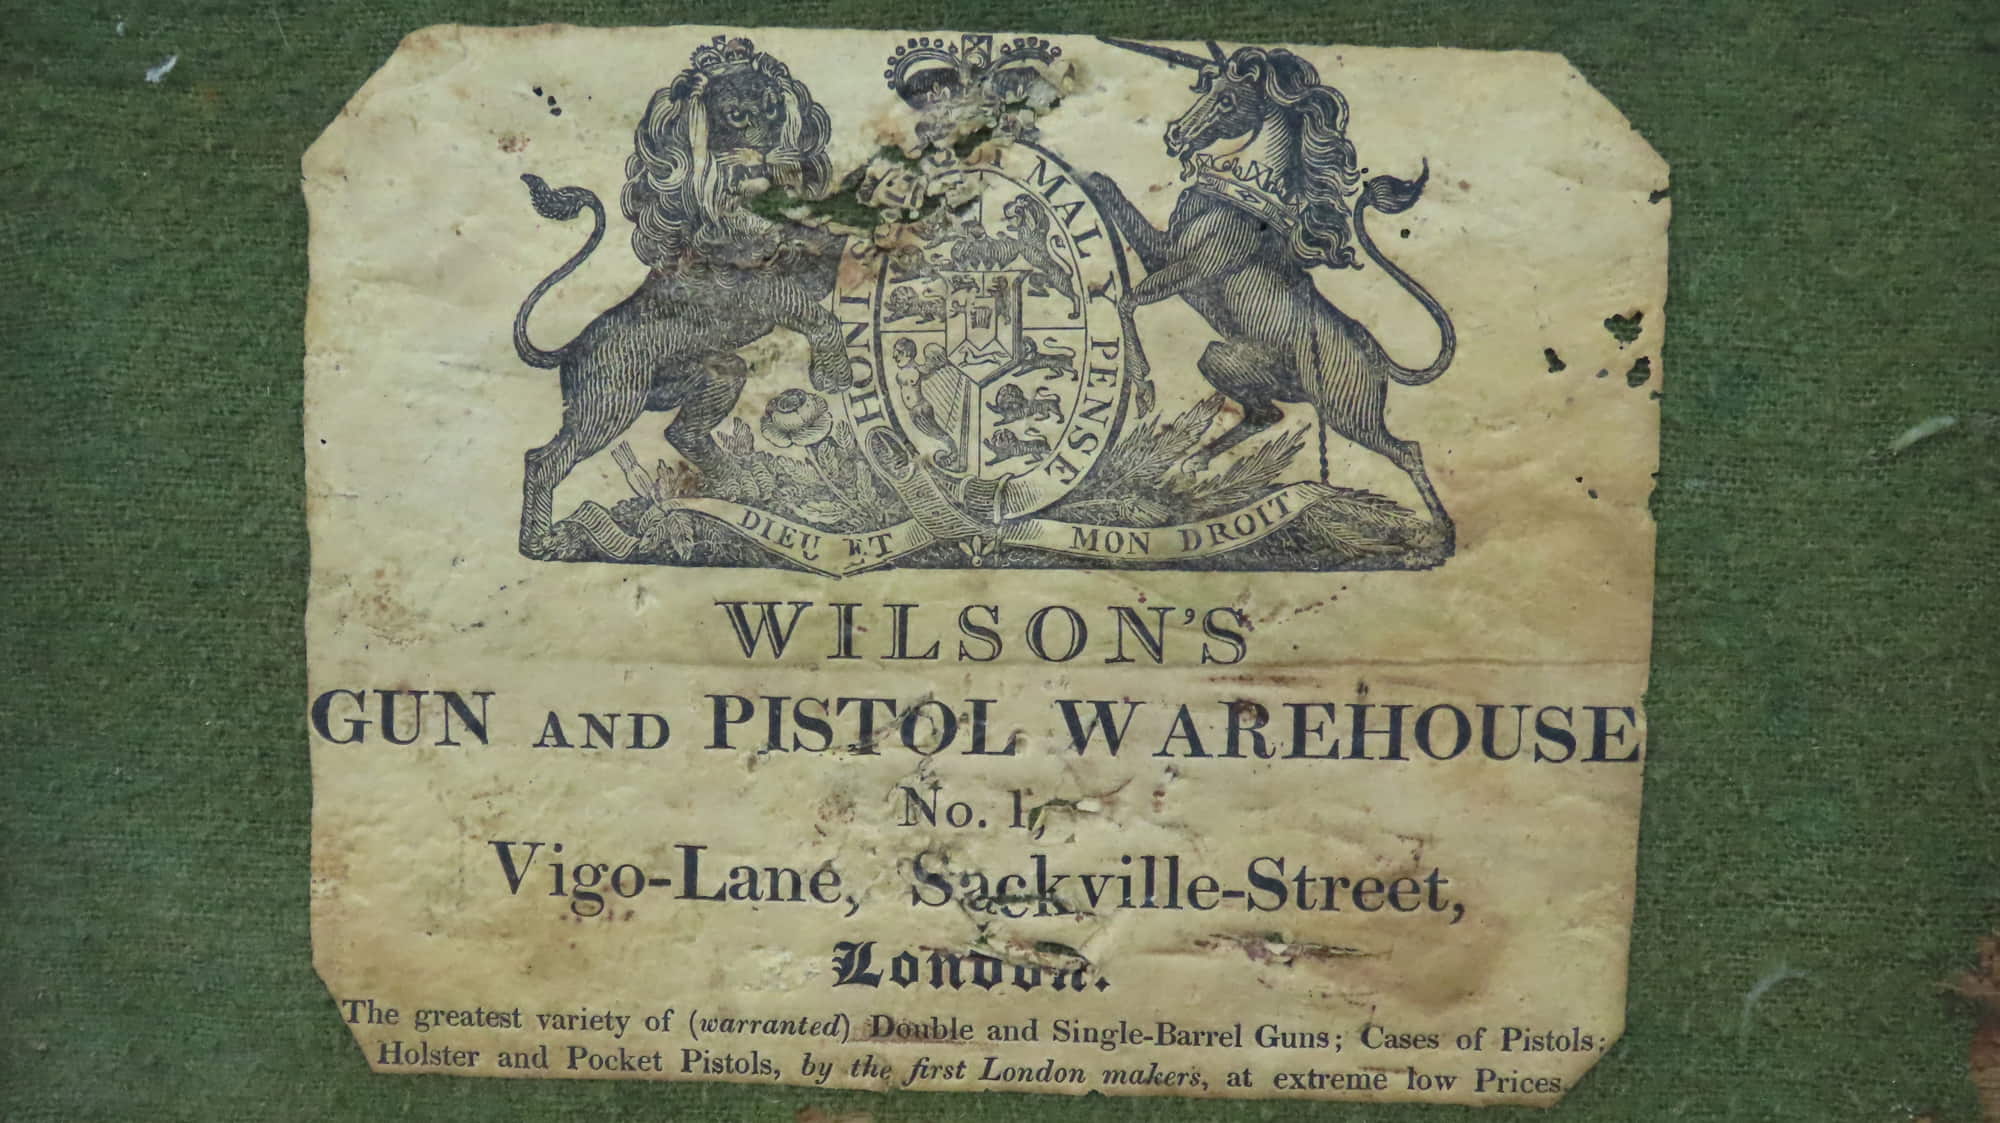 HONI
MAL Y PENSE
DIEU ET MON DROIT
WILSON'S
GUN AND PISTOL WAREHOUSE
No. 1,
Vigo-Lane, Sackville-Street,
London.
The greatest variety of (warranted) Double and Single-Barrel Guns; Cases of Pistols;
Holster and Pocket Pistols, by the first London makers, at extreme low Prices